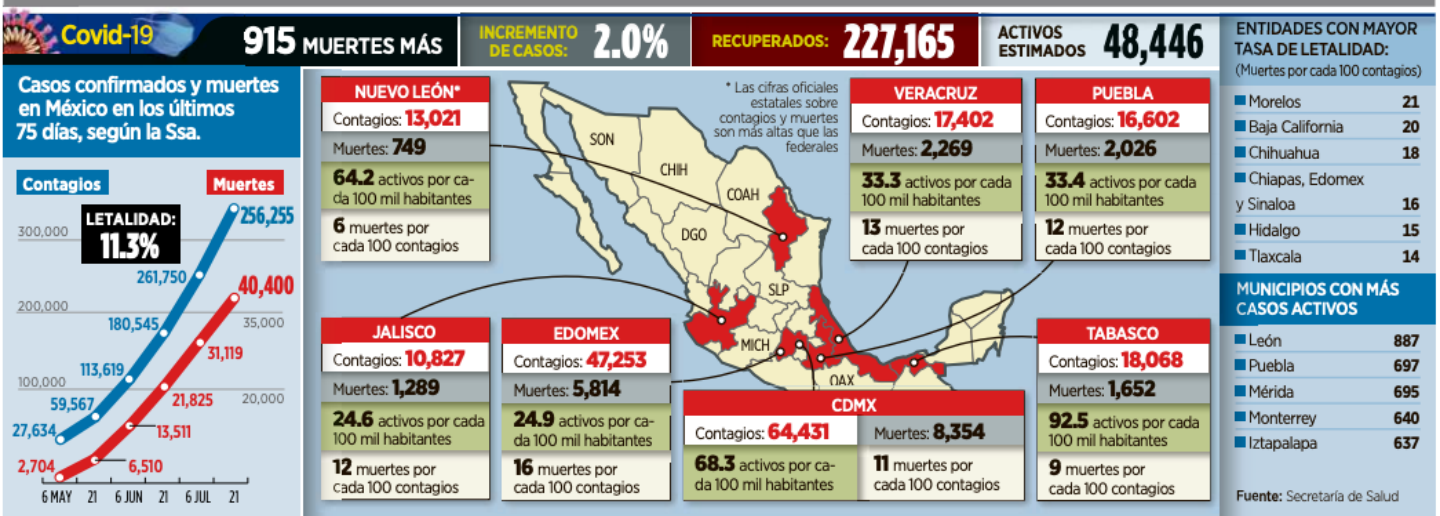 Covid-19
915 MUERTES MÁS
INCREMENTO
DE CASOS: 2.0%
RECUPERADOS: 227,165
ACTIVOS
ESTIMADOS 48,446
Casos confirmados y muertes
en México en los últimos
75 días, según la Ssa.
Contagios
Muertes
LETALIDAD:
11.3%
300,000
200,000
100,000
35,000
20,000
256,255
261,750
180,545
113,619
59,567
27,634
40,400
31,119
21,825
13,511
6,510
2,704
6 MAY 21 6 JUN 21 6 JUL 21
NUEVO LEÓN*
Contagios: 13,021
Muertes: 749
64.2 activos por ca-
da 100 mil habitantes
6 muertes por
cada 100 contagios
* Las cifras oficiales
estatales sobre
contagios y muertes
son más altas que las
federales
VERACRUZ
Contagios: 17,402
Muertes: 2,269
33.3 activos por cada
100 mil habitantes
13 muertes por
cada 100 contagios
PUEBLA
Contagios: 16,602
Muertes: 2,026
33.4 activos por cada
100 mil habitantes
12 muertes por
cada 100 contagios
SON
CHIH
COAH
DGO
SLP
MICH
OAX
JALISCO
Contagios: 10,827
Muertes: 1,289
24.6 activos por cada
100 mil habitantes
12 muertes por
cada 100 contagios
EDOMEX
Contagios: 47,253
Muertes: 5,814
24.9 activos por ca-
da 100 mil habitantes
16 muertes por
cada 100 contagios
CDMX
Contagios: 64,431
Muertes: 8,354
68.3 activos por ca-
da 100 mil habitantes
11 muertes por
cada 100 contagios
TABASCO
Contagios: 18,068
Muertes: 1,652
92.5 activos por cada
100 mil habitantes
9 muertes por
cada 100 contagios
ENTIDADES CON MAYOR
TASA DE LETALIDAD:
(Muertes por cada 100 contagios)
Morelos 21
Baja California 20
Chihuahua 18
Chiapas, Edomex
y Sinaloa 16
Hidalgo 15
Tlaxcala 14
MUNICIPIOS CON MÁS
CASOS ACTIVOS
León 887
Puebla 697
Mérida 695
Monterrey 640
Iztapalapa 637
Fuente: Secretaría de Salud